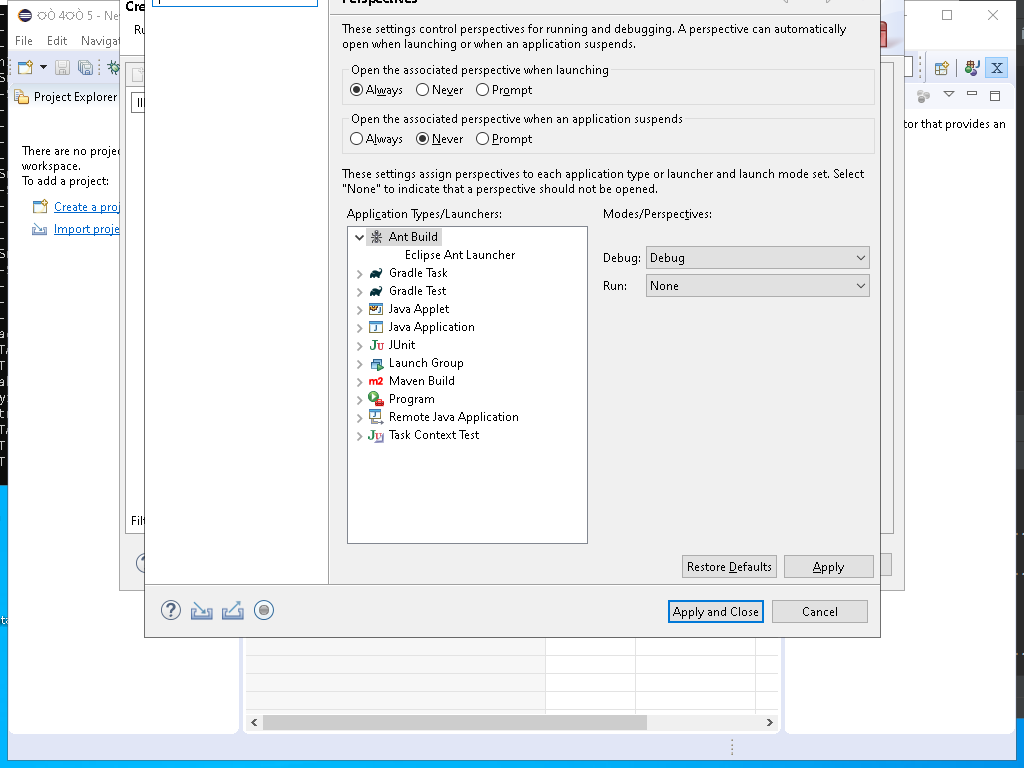 Cre
Perspectives
File Edit Navigat
Ru
These settings control perspectives for running and debugging. A perspective can automatically
open when launching or when an application suspends.
Open the associated perspective when launching
Always Never Prompt
Project Explorer
Open the associated perspective when an application suspends
tor that provides an
Always Never Prompt
There are no projec
workspace.
To add a project:
These settings assign perspectives to each application type or launcher and launch mode set. Select
"None" to indicate that a perspective should not be opened.
Create a proj
Import proje
Application Types/Launchers:
Modes/Perspectives:
Ant Build
Eclipse Ant Launcher
Gradle Task
Gradle Test
Java Applet
Java Application
JUnit
Launch Group
Maven Build
Program
Remote Java Application
Task Context Test
Debug: Debug
Run: None
Filt
Restore Defaults Apply
Apply and Close Cancel